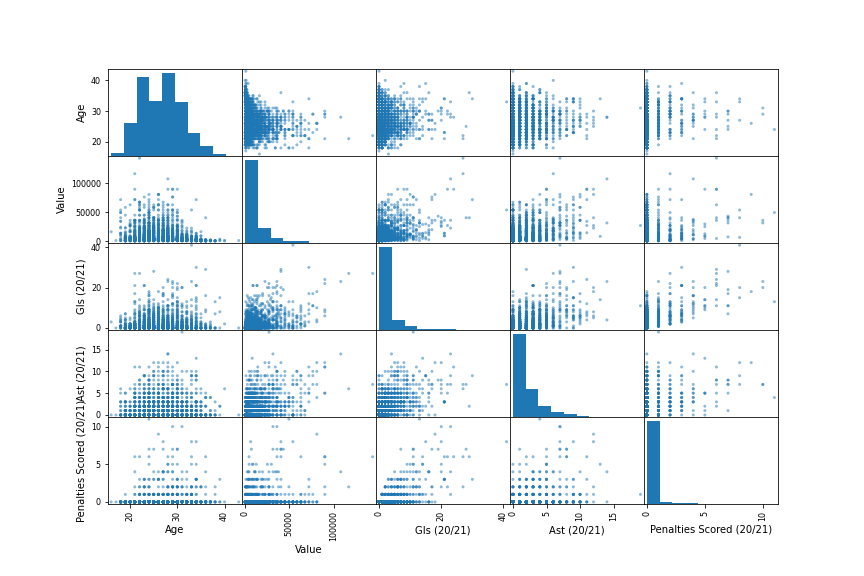 Age
40
30
20
Value
100000
50000
0
Gls (20/21)
40
20
0
Ast (20/21)
15
10
5
0
Penalties Scored (20/21)
10
5
0
20 30 40
0 50000 100000
0 20 40
0 5 10 15
0 5 10
Age
Value
Gls (20/21)
Ast (20/21)
Penalties Scored (20/21)